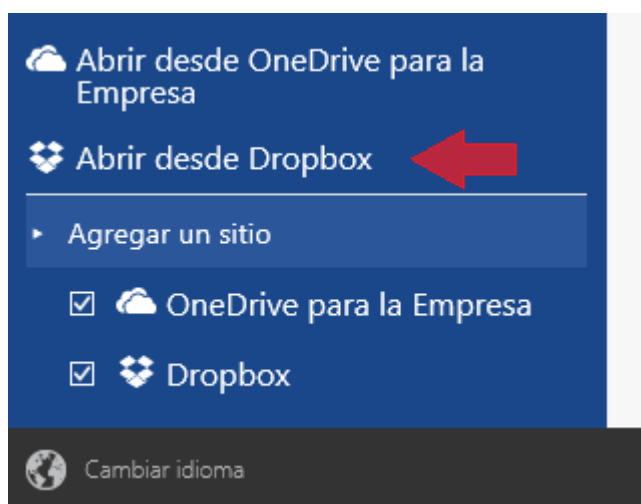 Abrir desde OneDrive para la
Empresa
Abrir desde Dropbox
Agregar un sitio
OneDrive para la Empresa
Dropbox
Cambiar idioma